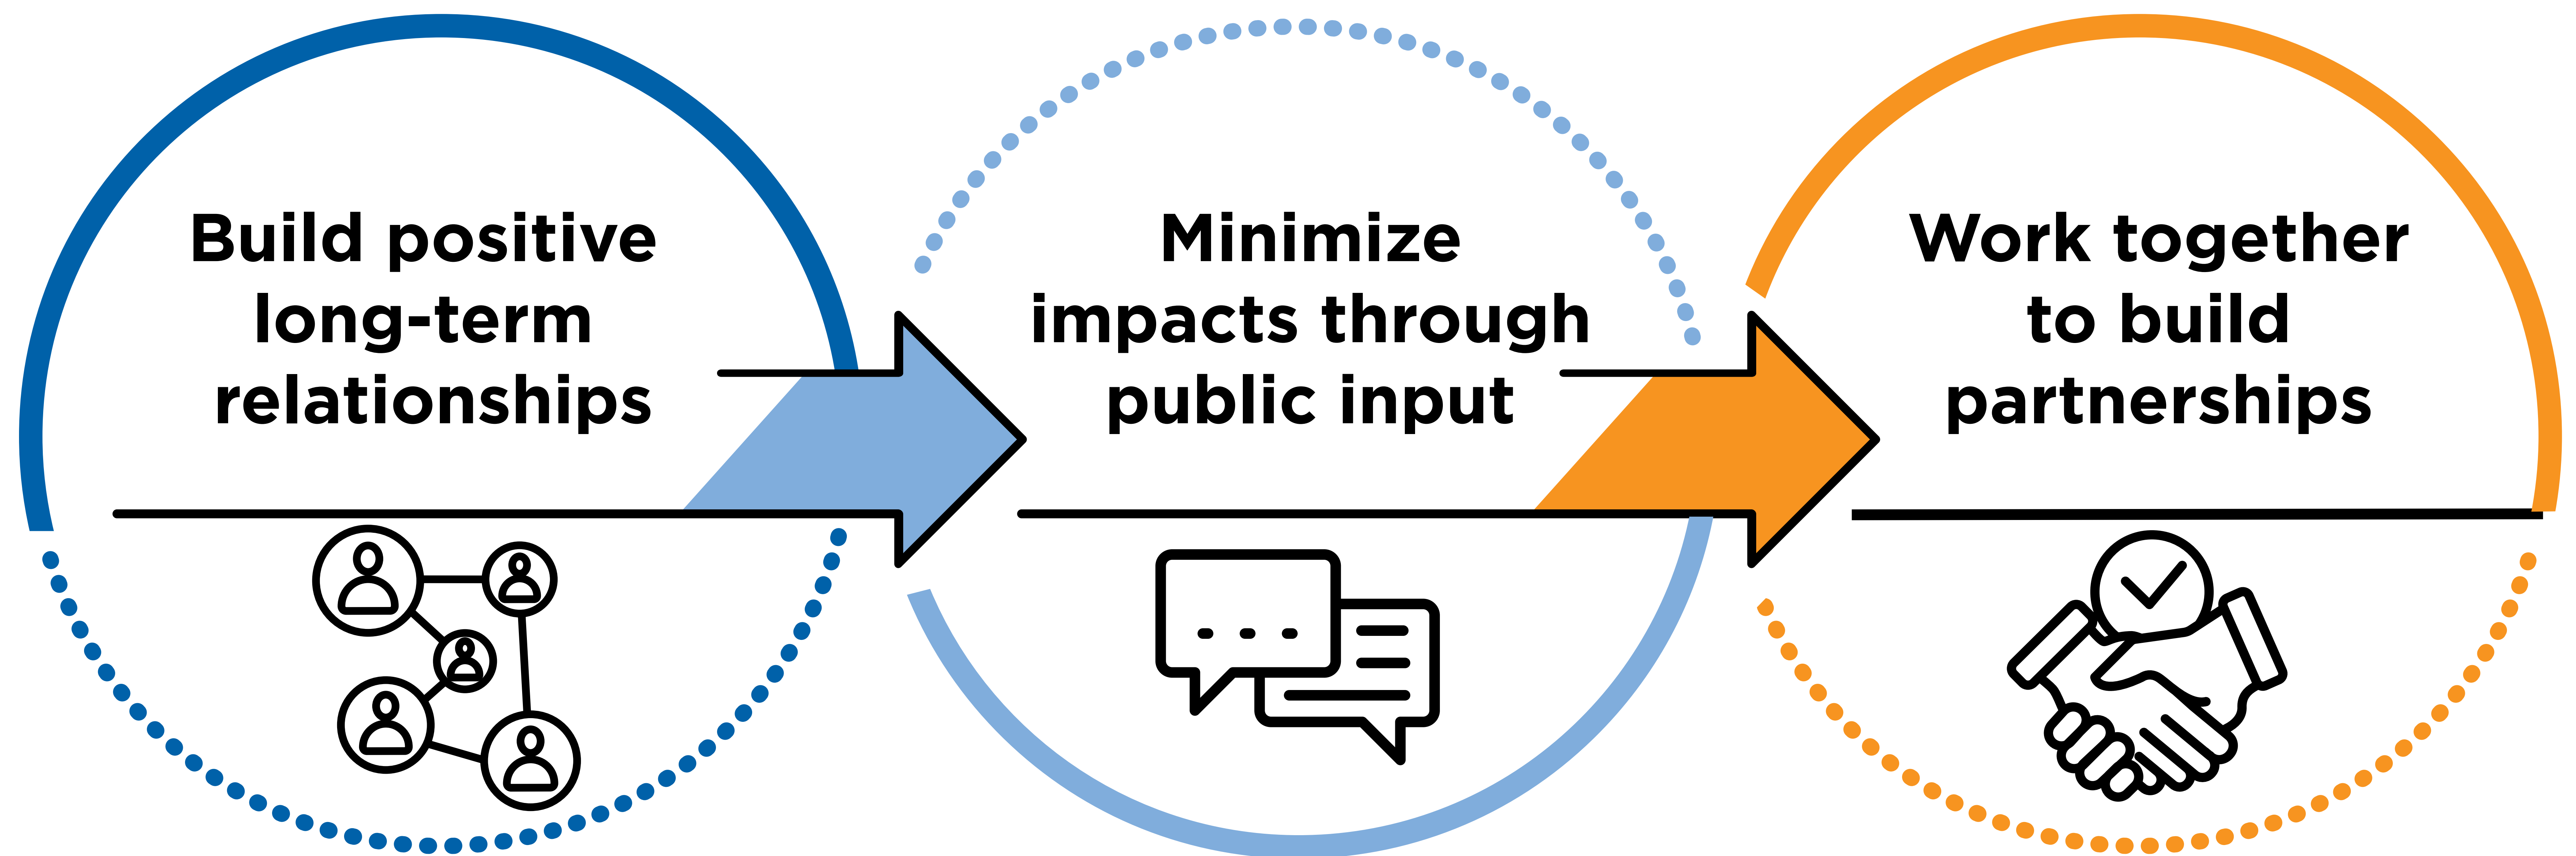 Build positive
long-term
relationships
Minimize
impacts through
public input
Work together
to build
partnerships